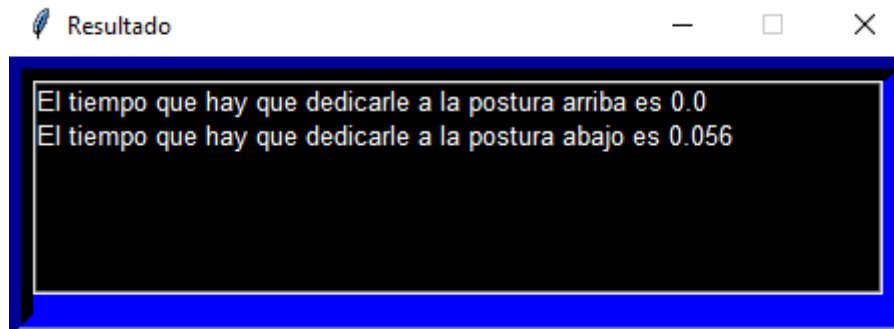 Resultado
El tiempo que hay que dedicarle a la postura arriba es 0.0
El tiempo que hay que dedicarle a la postura abajo es 0.056